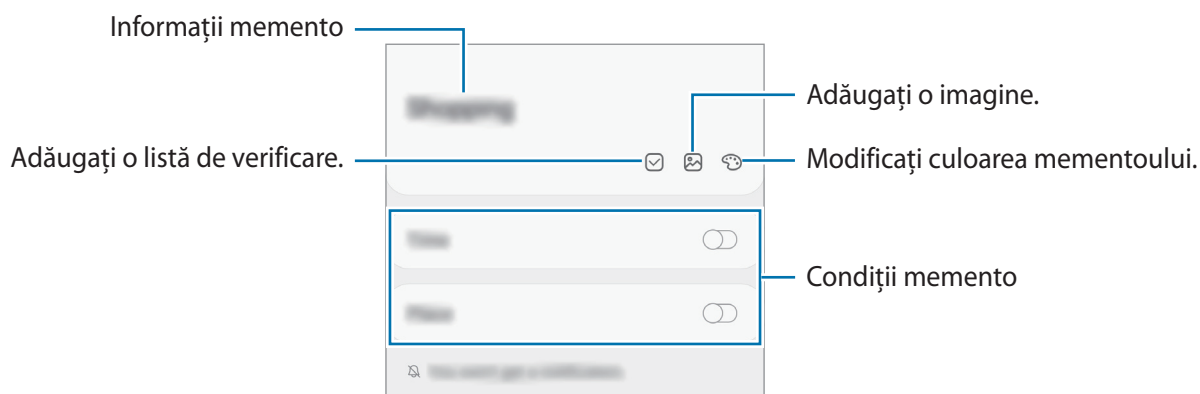 Informații memento
Adăugați o imagine.
Adăugați o listă de verificare.
Modificați culoarea mementoului.
Condiții memento